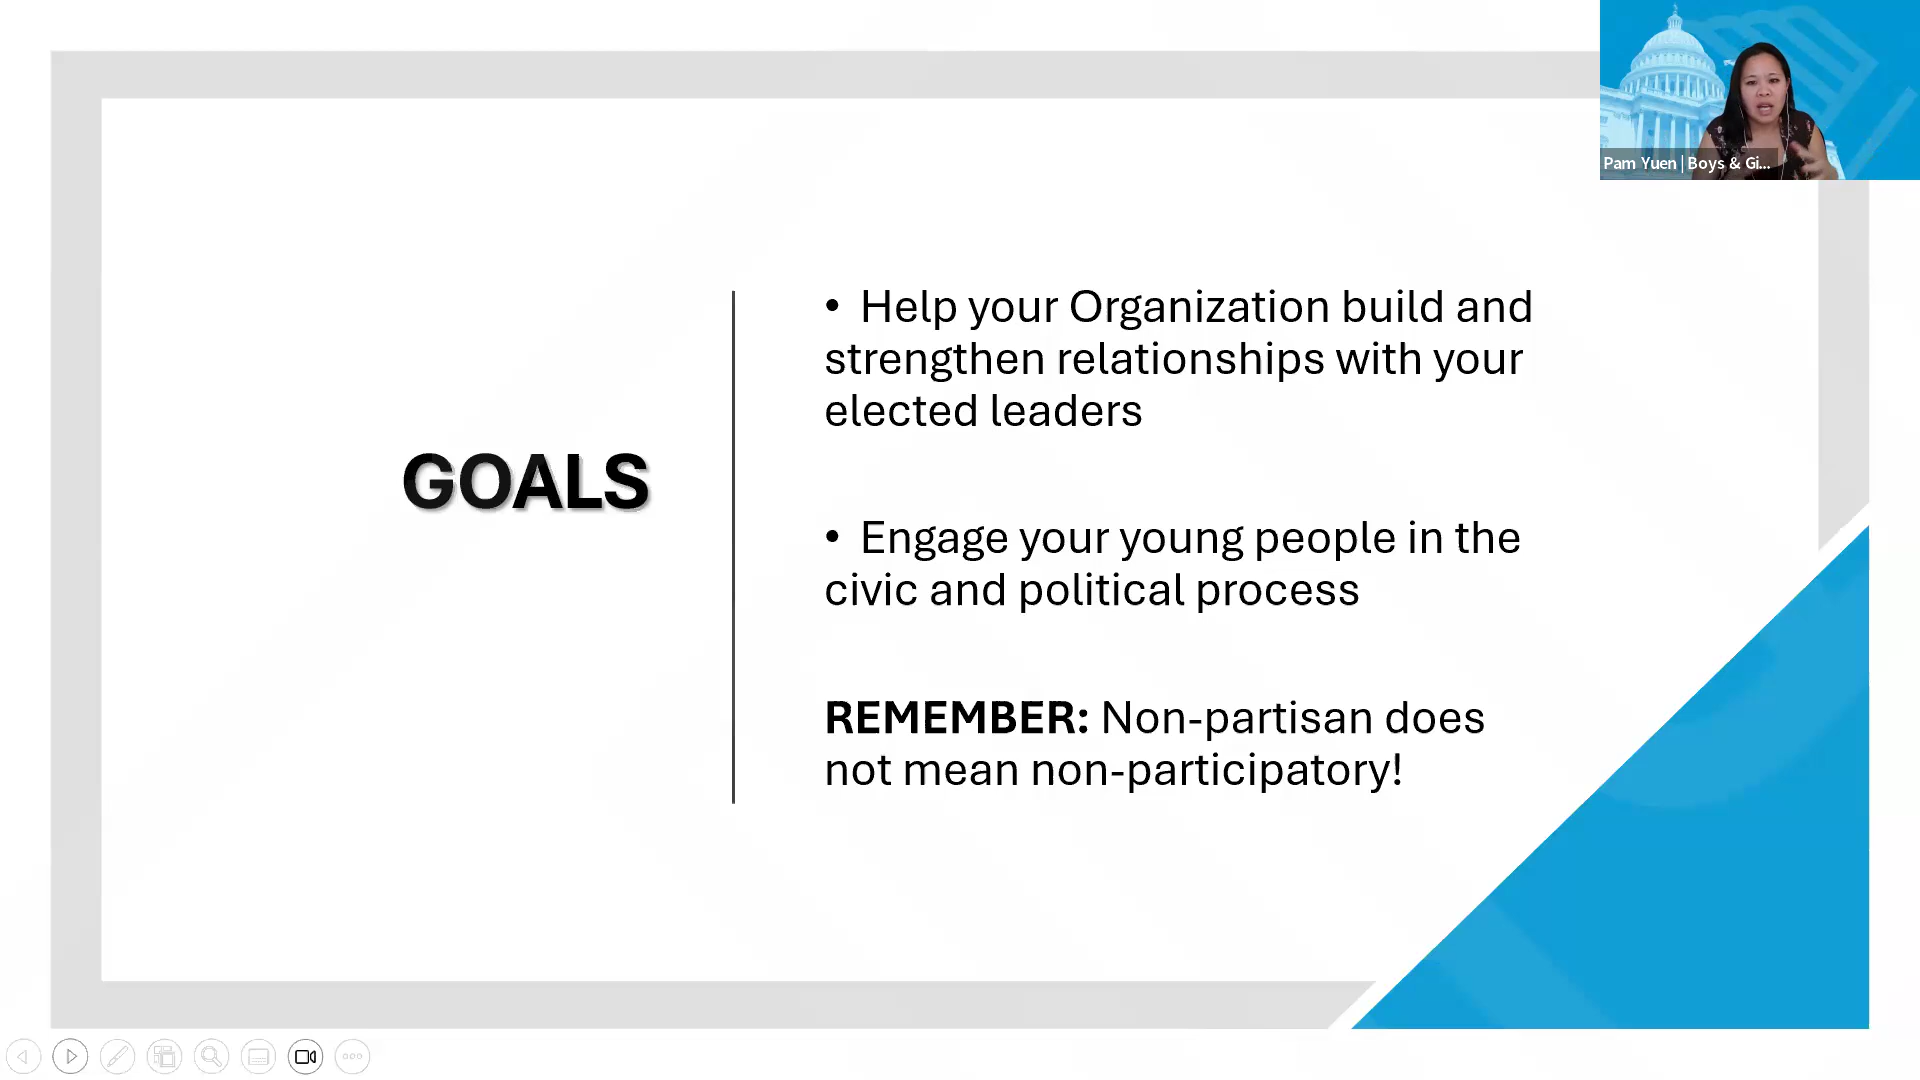 Pam Yuen | Boys & Gi...
GOALS
• Help your Organization build and
strengthen relationships with your
elected leaders
• Engage your young people in the
civic and political process
REMEMBER: Non-partisan does
not mean non-participatory!